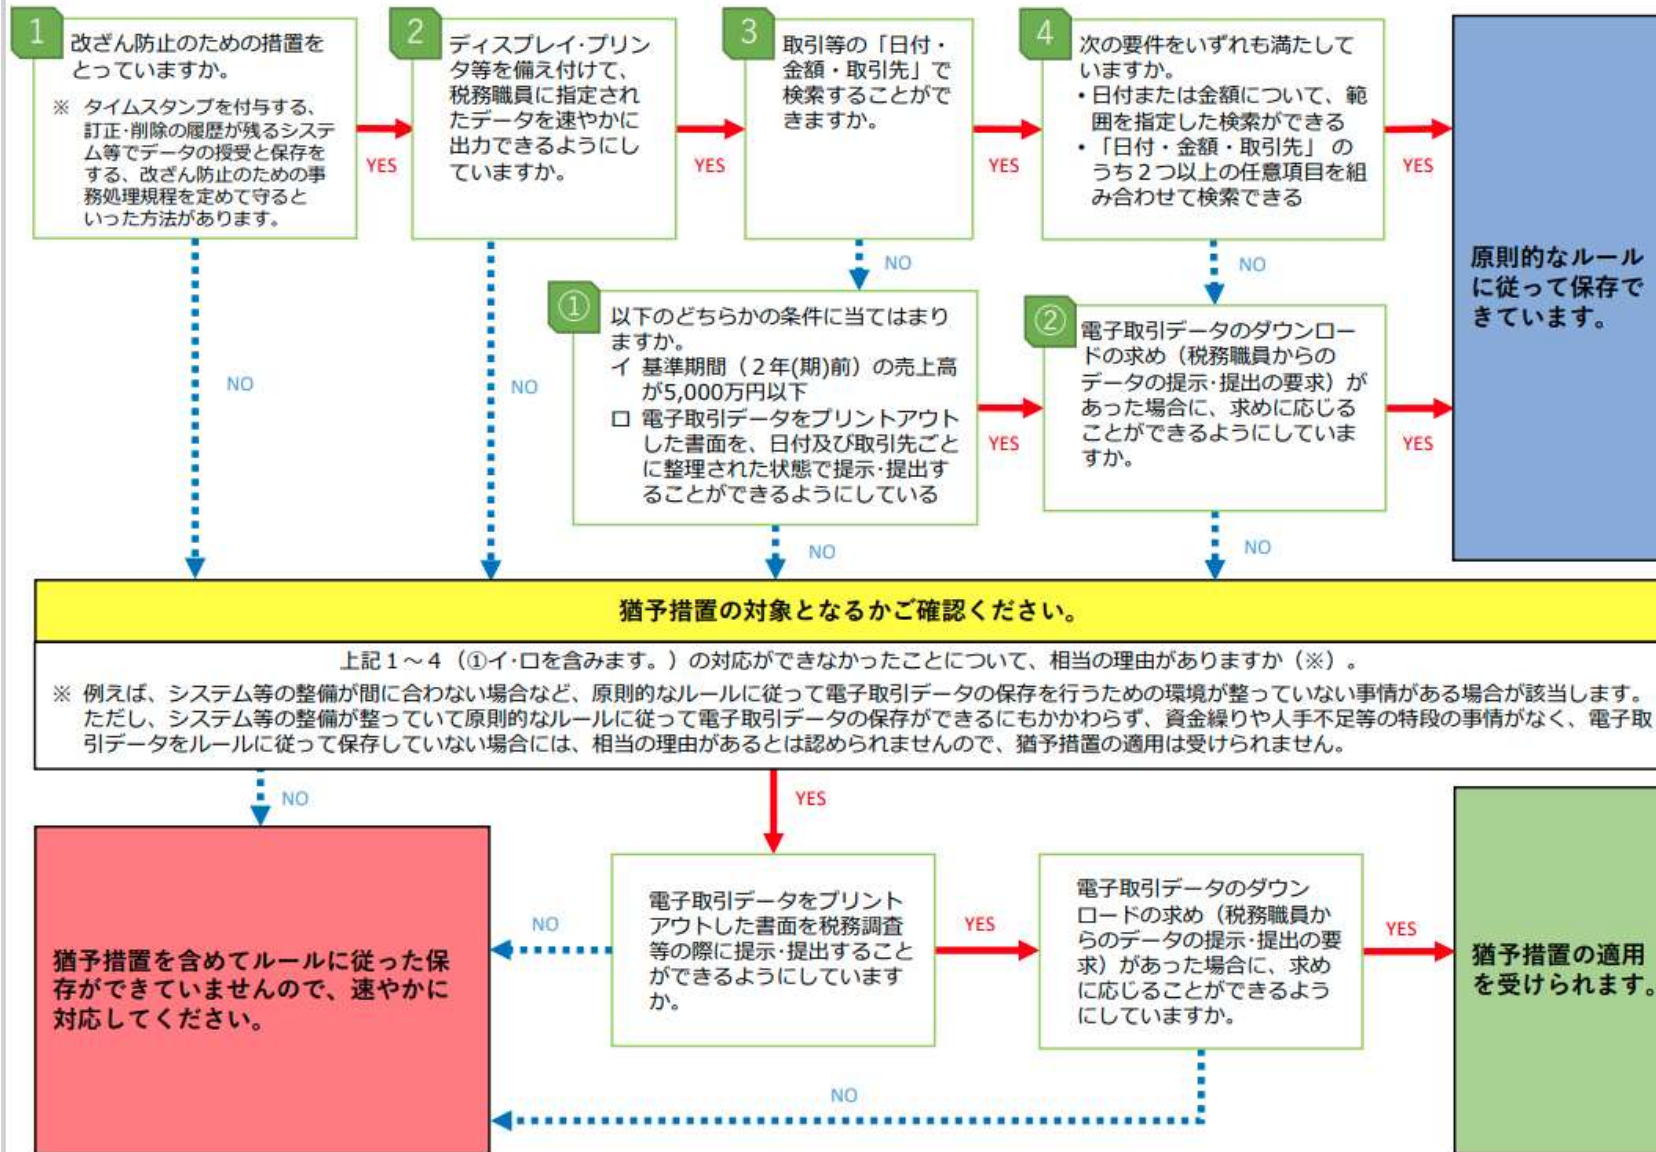 1
改ざん防止のための措置を
とっていますか。
※ タイムスタンプを付与する、
訂正･削除の履歴が残るシステ
ム等でデータの授受と保存を
する、改ざん防止のための事
務処理規程を定めて守ると
いった方法があります。
YES
2
ディスプレイ･プリン
タ等を備え付けて、
税務職員に指定され
たデータを速やかに
出力できるようにし
ていますか。
YES
3
取引等の「日付・
金額・取引先」で
検索することがで
きますか。
YES
4
次の要件をいずれも満たして
いますか。
・日付または金額について、範
囲を指定した検索ができる
・「日付・金額・取引先」 の
うち２つ以上の任意項目を組
み合わせて検索できる
YES
原則的なルール
に従って保存で
きています。
NO
NO
NO
NO
①
以下のどちらかの条件に当てはまり
ますか。
イ 基準期間（２年(期)前）の売上高
が5,000万円以下
ロ 電子取引データをプリントアウト
した書面を、日付及び取引先ごと
に整理された状態で提示･提出す
ることができるようにしている
YES
②
電子取引データのダウンロー
ドの求め（税務職員からの
データの提示･提出の要求）が
あった場合に、求めに応じる
ことができるようにしていま
すか。
YES
NO
NO
猶予措置の対象となるかご確認ください。
上記１～４（①イ･ロを含みます。）の対応ができなかったことについて、相当の理由がありますか（※）。
※ 例えば、システム等の整備が間に合わない場合など、原則的なルールに従って電子取引データの保存を行うための環境が整っていない事情がある場合が該当します。
ただし、システム等の整備が整っていて原則的なルールに従って電子取引データの保存ができるにもかかわらず、資金繰りや人手不足等の特段の事情がなく、電子取
引データをルールに従って保存していない場合には、相当の理由があるとは認められませんので、猶予措置の適用は受けられません。
NO
YES
猶予措置を含めてルールに従った保
存ができていませんので、速やかに
対応してください。
NO
電子取引データをプリント
アウトした書面を税務調査
等の際に提示･提出すること
ができるようにしています
か。
YES
電子取引データのダウン
ロードの求め（税務職員か
らのデータの提示･提出の要
求）があった場合に、求め
に応じることができるよう
にしていますか。
YES
猶予措置の適用
を受けられます。
NO